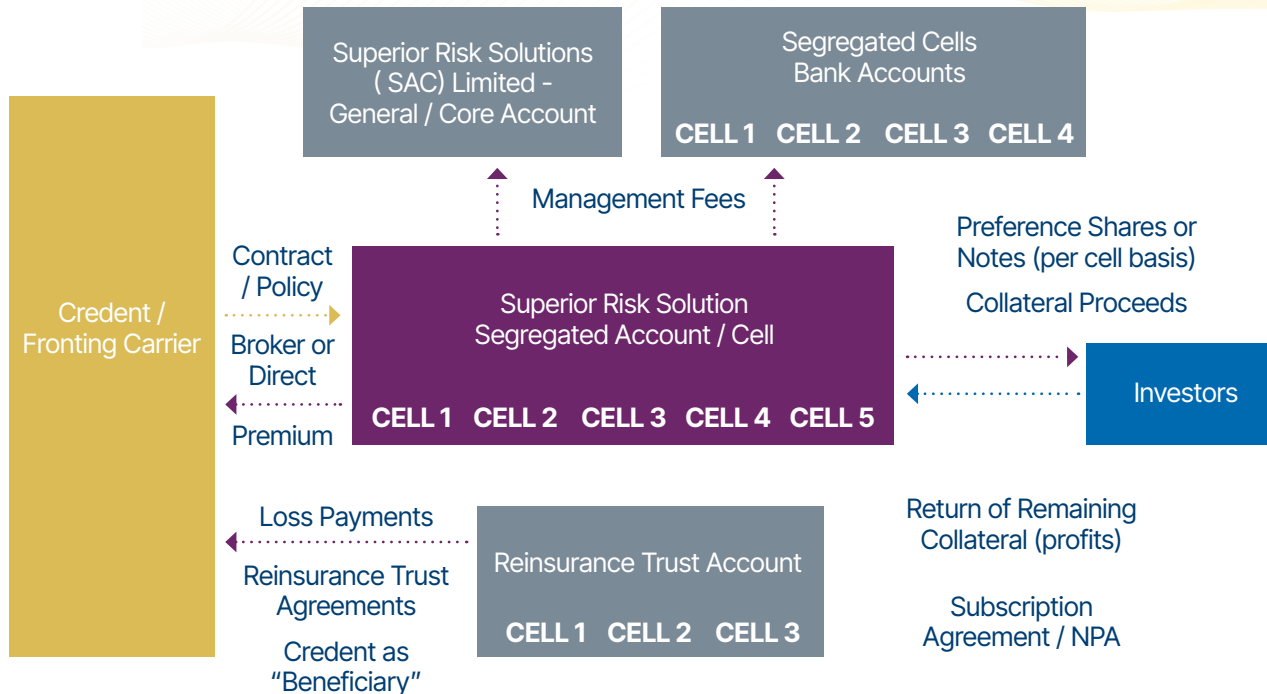 Superior Risk Solutions
( SAC) Limited -
General / Core Account
Segregated Cells
Bank Accounts
CELL 1 CELL 2 CELL 3 CELL 4
Management Fees
Credent /
Fronting Carrier
Contract
/ Policy
Broker or
Direct
Premium
Superior Risk Solution
Segregated Account / Cell
CELL 1 CELL 2 CELL 3 CELL 4 CELL 5
Preference Shares or
Notes (per cell basis)
Collateral Proceeds
Investors
Loss Payments
Reinsurance Trust
Agreements
Credent as
“Beneficiary”
Reinsurance Trust Account
CELL 1 CELL 2 CELL 3
Return of Remaining
Collateral (profits)
Subscription
Agreement / NPA